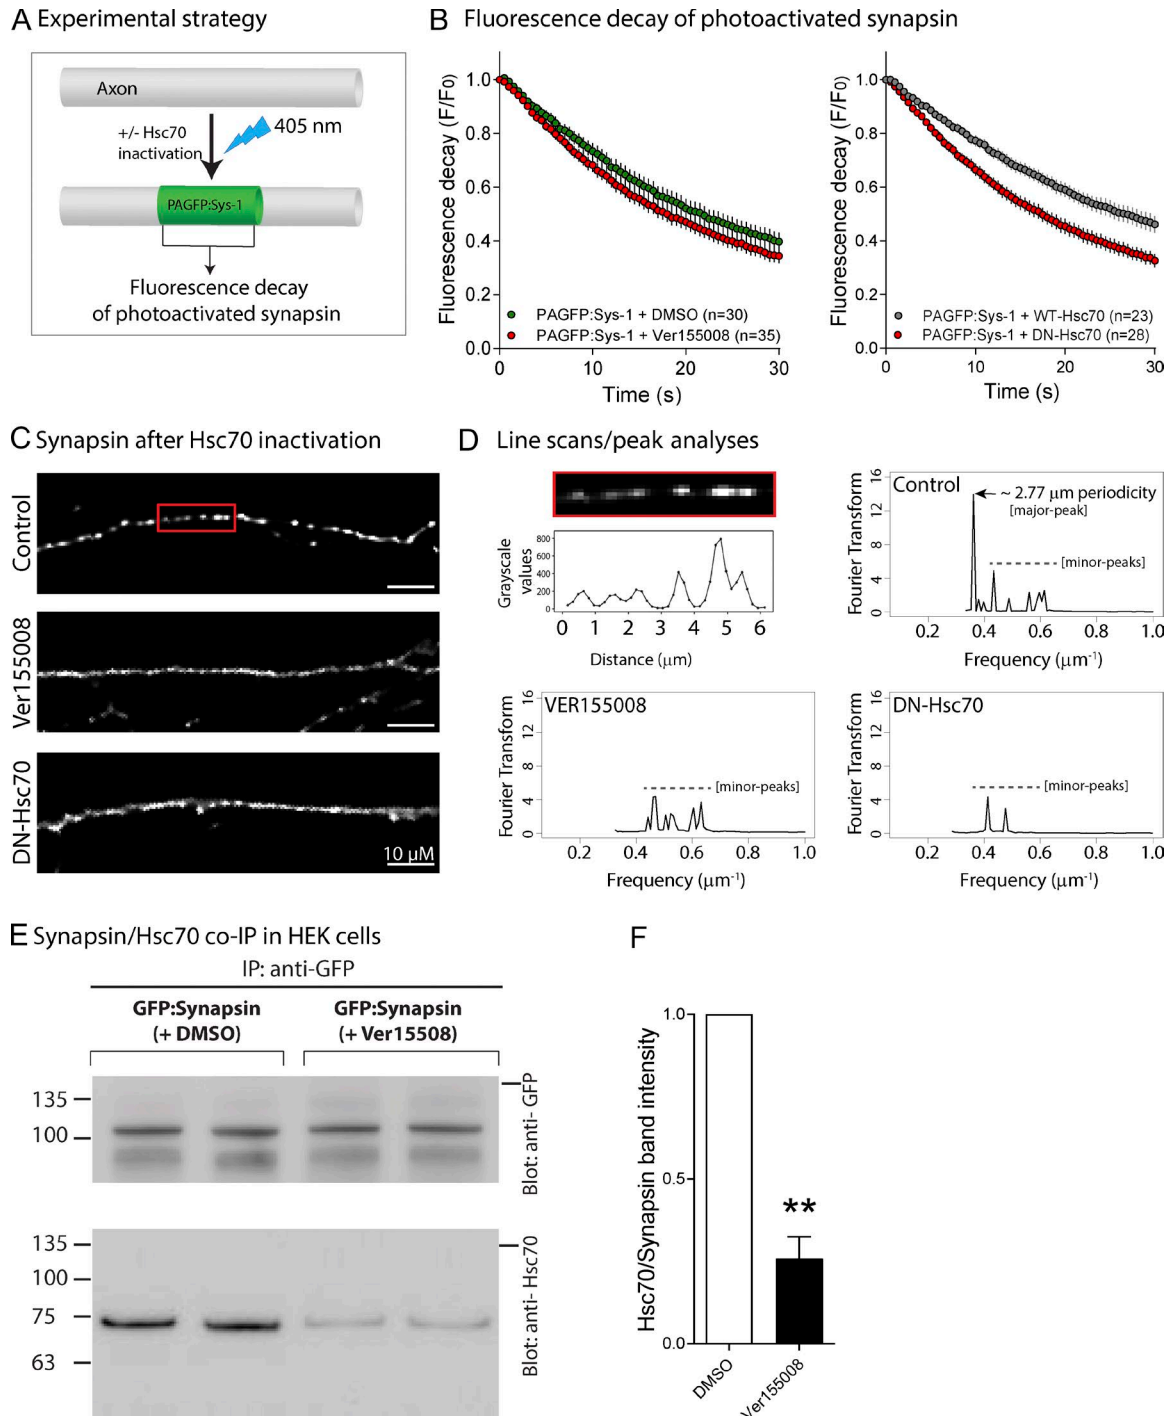 A Experimental strategy
Axon
+/- Hsc70
inactivation
405 nm
PAGFP:Sys-1
Fluorescence decay
of photoactivated synapsin
B Fluorescence decay of photoactivated synapsin
Fluorescence decay (F/F0)
1.0
0.8
0.6
0.4
0.2
0.0
PAGFP:Sys-1 + DMSO (n=30)
PAGFP:Sys-1 + Ver155008 (n=35)
0 10 20 30
Time (s)
Fluorescence decay (F/F0)
1.0
0.8
0.6
0.4
0.2
0.0
PAGFP:Sys-1 + WT-Hsc70 (n=23)
PAGFP:Sys-1 + DN-Hsc70 (n=28)
0 10 20 30
Time (s)
C Synapsin after Hsc70 inactivation
Control
Ver155008
DN-Hsc70
10 µM
D Line scans/peak analyses
Grayscale
values
800
600
400
200
0
0 1 2 3 4 5 6
Distance (µm)
Control
~ 2.77 µm periodicity
[major-peak]
[minor-peaks]
Fourier Transform
16
12
8
4
0
0.2 0.4 0.6 0.8 1.0
Frequency (µm-1)
VER155008
[minor-peaks]
Fourier Transform
16
12
8
4
0
0.2 0.4 0.6 0.8 1.0
Frequency (µm-1)
DN-Hsc70
[minor-peaks]
Fourier Transform
16
12
8
4
0
0.2 0.4 0.6 0.8 1.0
Frequency (µm-1)
E Synapsin/Hsc70 co-IP in HEK cells
IP: anti-GFP
GFP:Synapsin
(+ DMSO)
GFP:Synapsin
(+ Ver15508)
135
100
Blot: anti- GFP
135
100
75
63
Blot: anti- Hsc70
F
Hsc70/Synapsin band intensity
1.0
0.5
0.0
**
DMSO
Ver155008